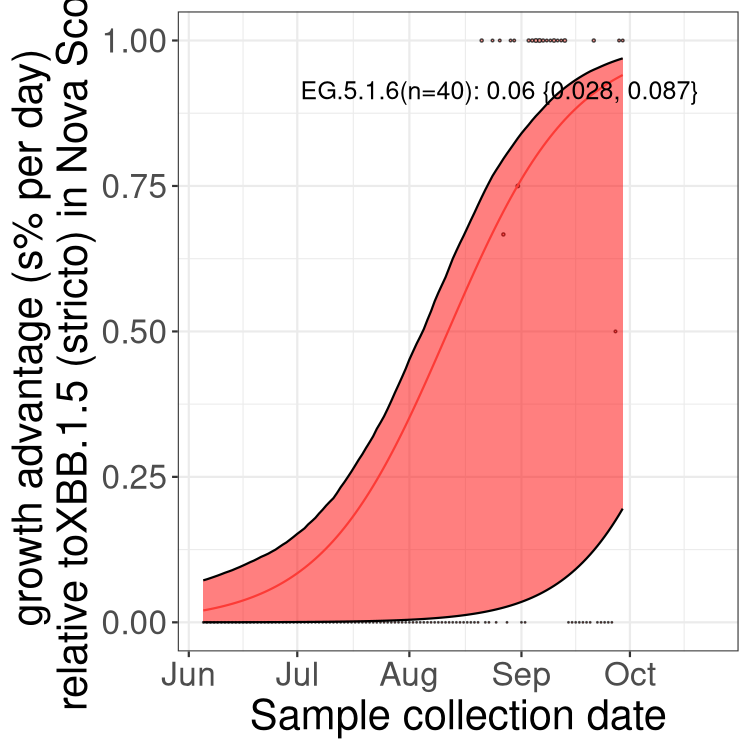 growth advantage (s% per day)
relative toXBB.1.5 (stricto) in Nova Sco
1.00
0.75
0.50
0.25
0.00
EG.5.1.6(n=40): 0.06 {0.028, 0.087}
Jun Jul Aug Sep Oct
Sample collection date